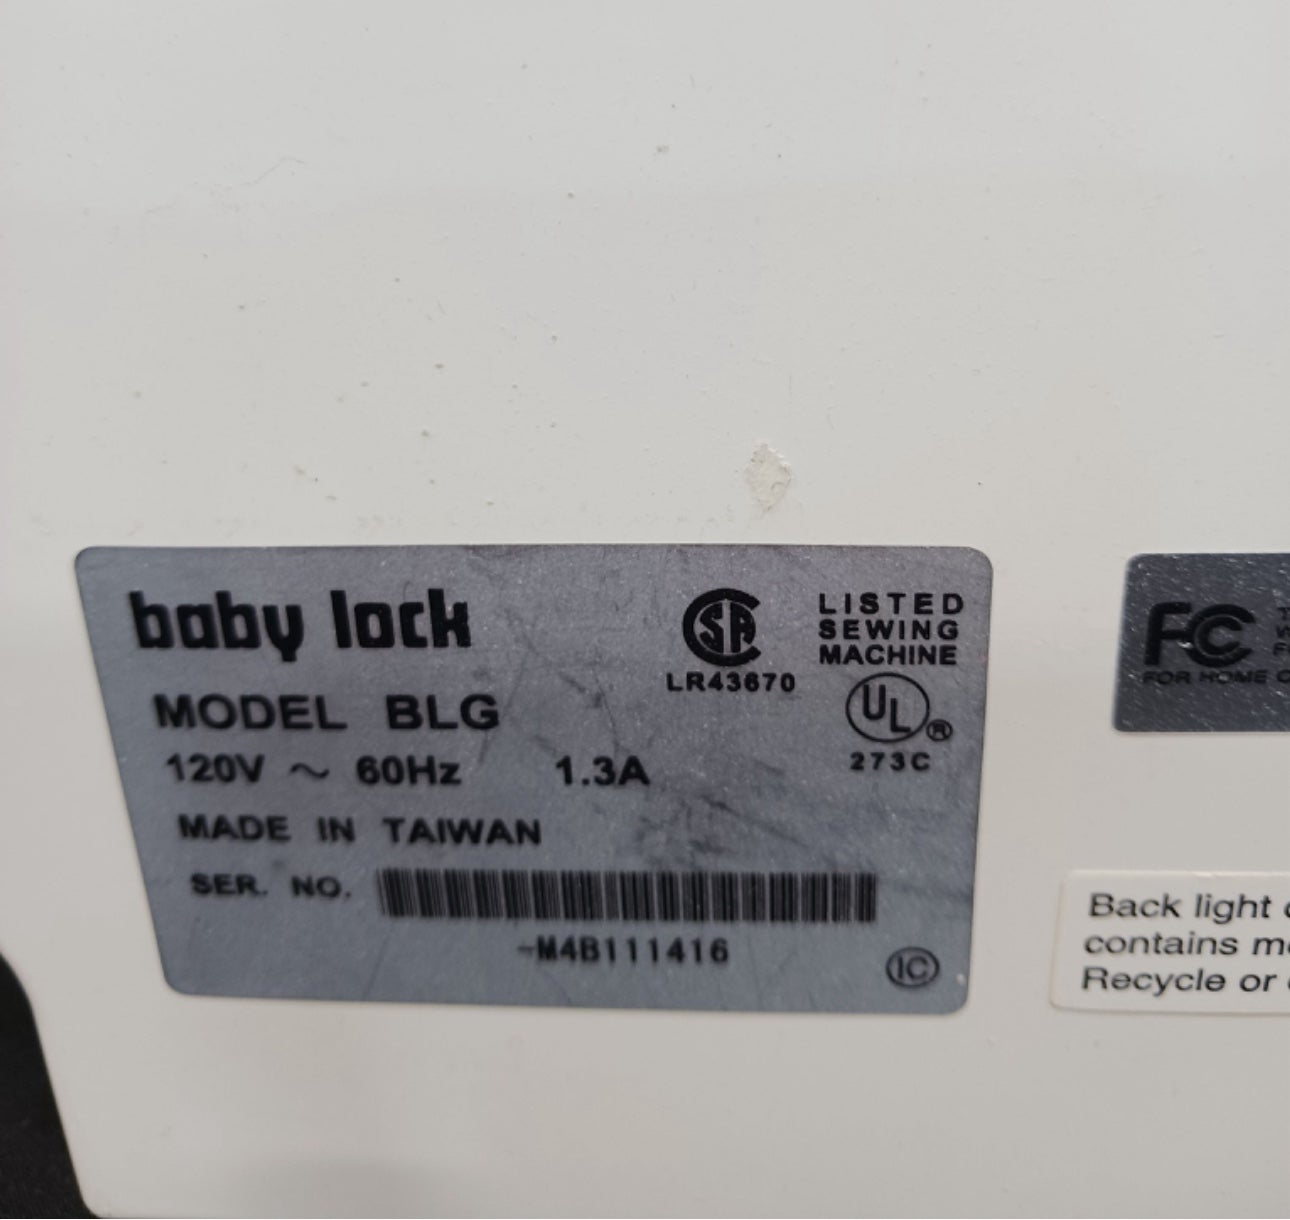 baby lock
MODEL BLG
120V ~ 60Hz 1.3A
MADE IN TAIWAN
SER. NO.
-M4B111416
LR43670
LISTED
SEWING
MACHINE
UL ®
273C
IC
FC
FOR HOME
Back light
contains
Recycle or